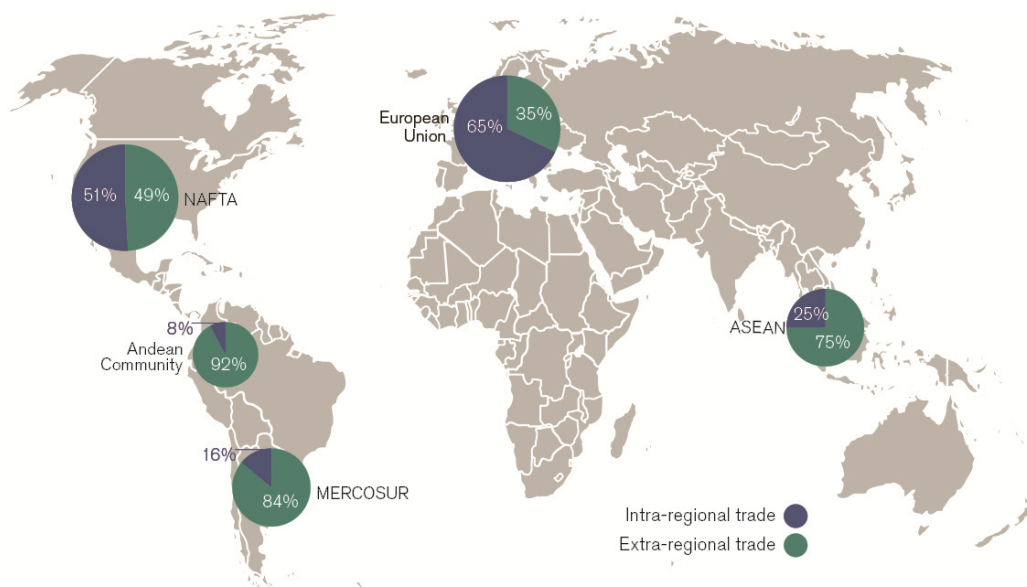 European
Union
65%
35%
51%
49%
NAFTA
8%
Andean
Community
92%
25%
ASEAN
75%
16%
84%
MERCOSUR
Intra-regional trade
Extra-regional trade